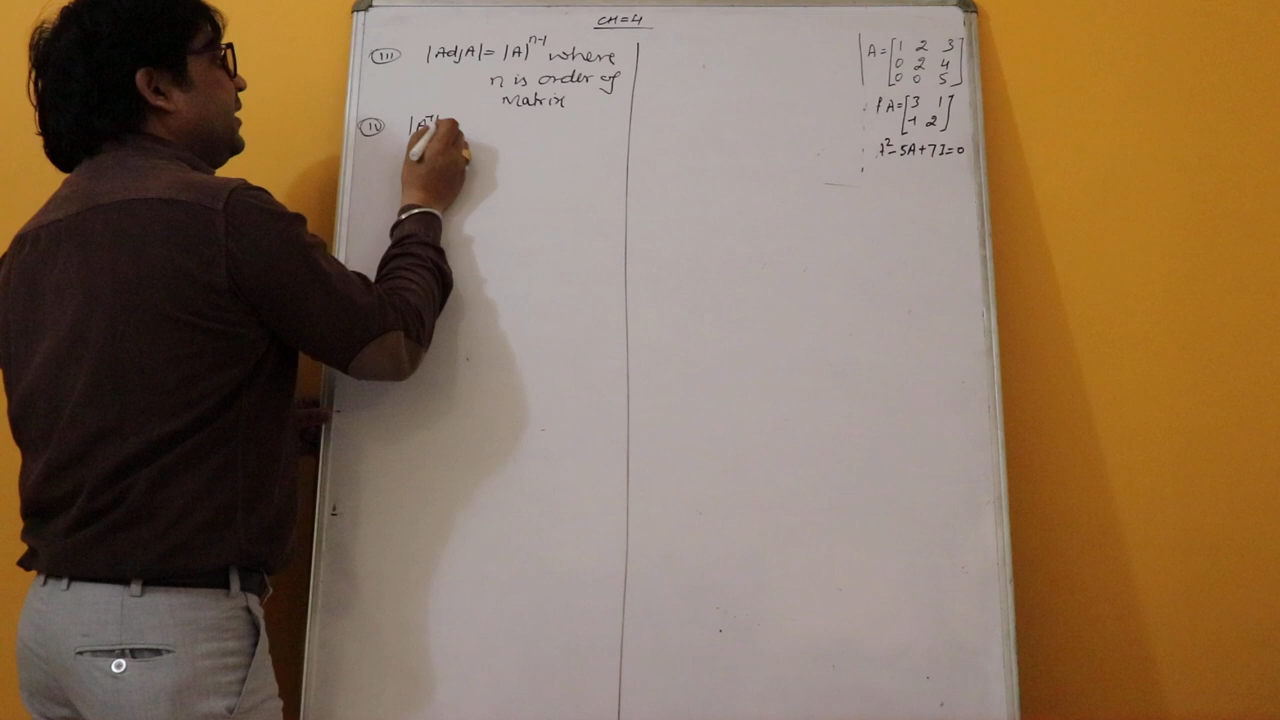 CH=4
(III) |AdjA| = |A|^{n-1} where
n is order of
Matrix
(IV) |A
A = [1 2 3
0 2 4
0 0 5]
A = [3 1
-1 2]
A² - 5A + 7I = 0